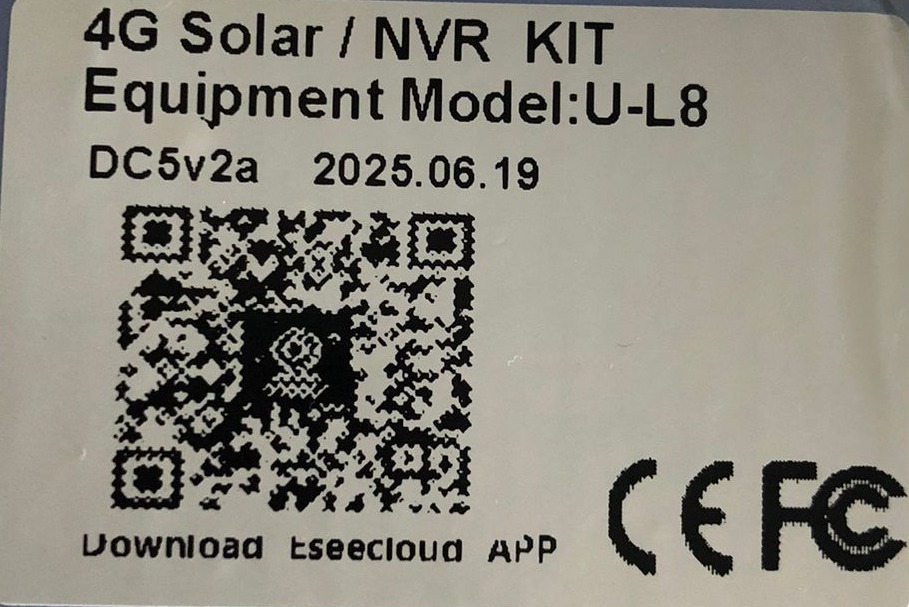 4G Solar / NVR KIT
Equipment Model:U-L8
DC5v2a 2025.06.19
Download Eseecloud APP
CE FC